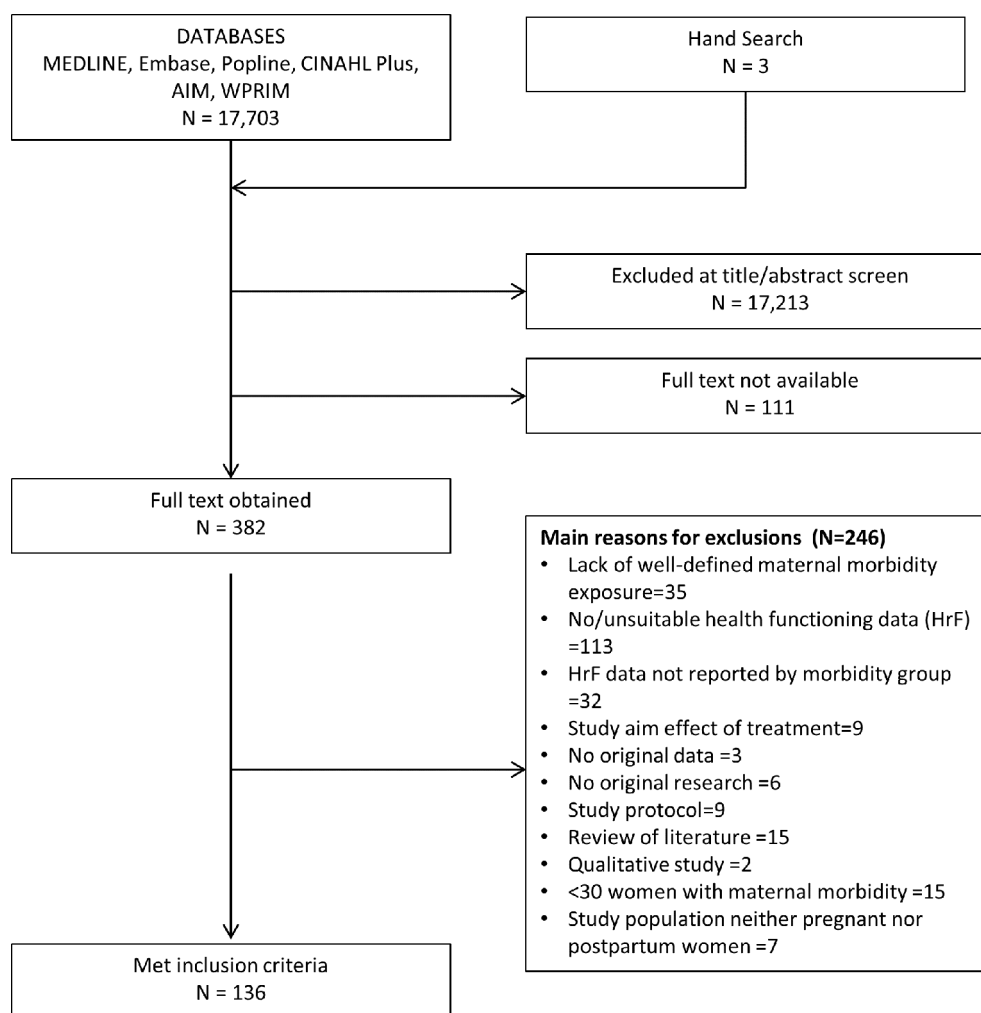 DATABASES
MEDLINE, Embase, Popline, CINAHL Plus,
AIM, WPRIM
N = 17,703
Hand Search
N = 3
Excluded at title/abstract screen
N = 17,213
Full text not available
N = 111
Full text obtained
N = 382
Main reasons for exclusions (N=246)
• Lack of well-defined maternal morbidity
exposure=35
• No/unsuitable health functioning data (HrF)
=113
• HrF data not reported by morbidity group
=32
• Study aim effect of treatment=9
• No original data =3
• No original research =6
• Study protocol=9
• Review of literature =15
• Qualitative study =2
• <30 women with maternal morbidity =15
• Study population neither pregnant nor
postpartum women =7
Met inclusion criteria
N = 136